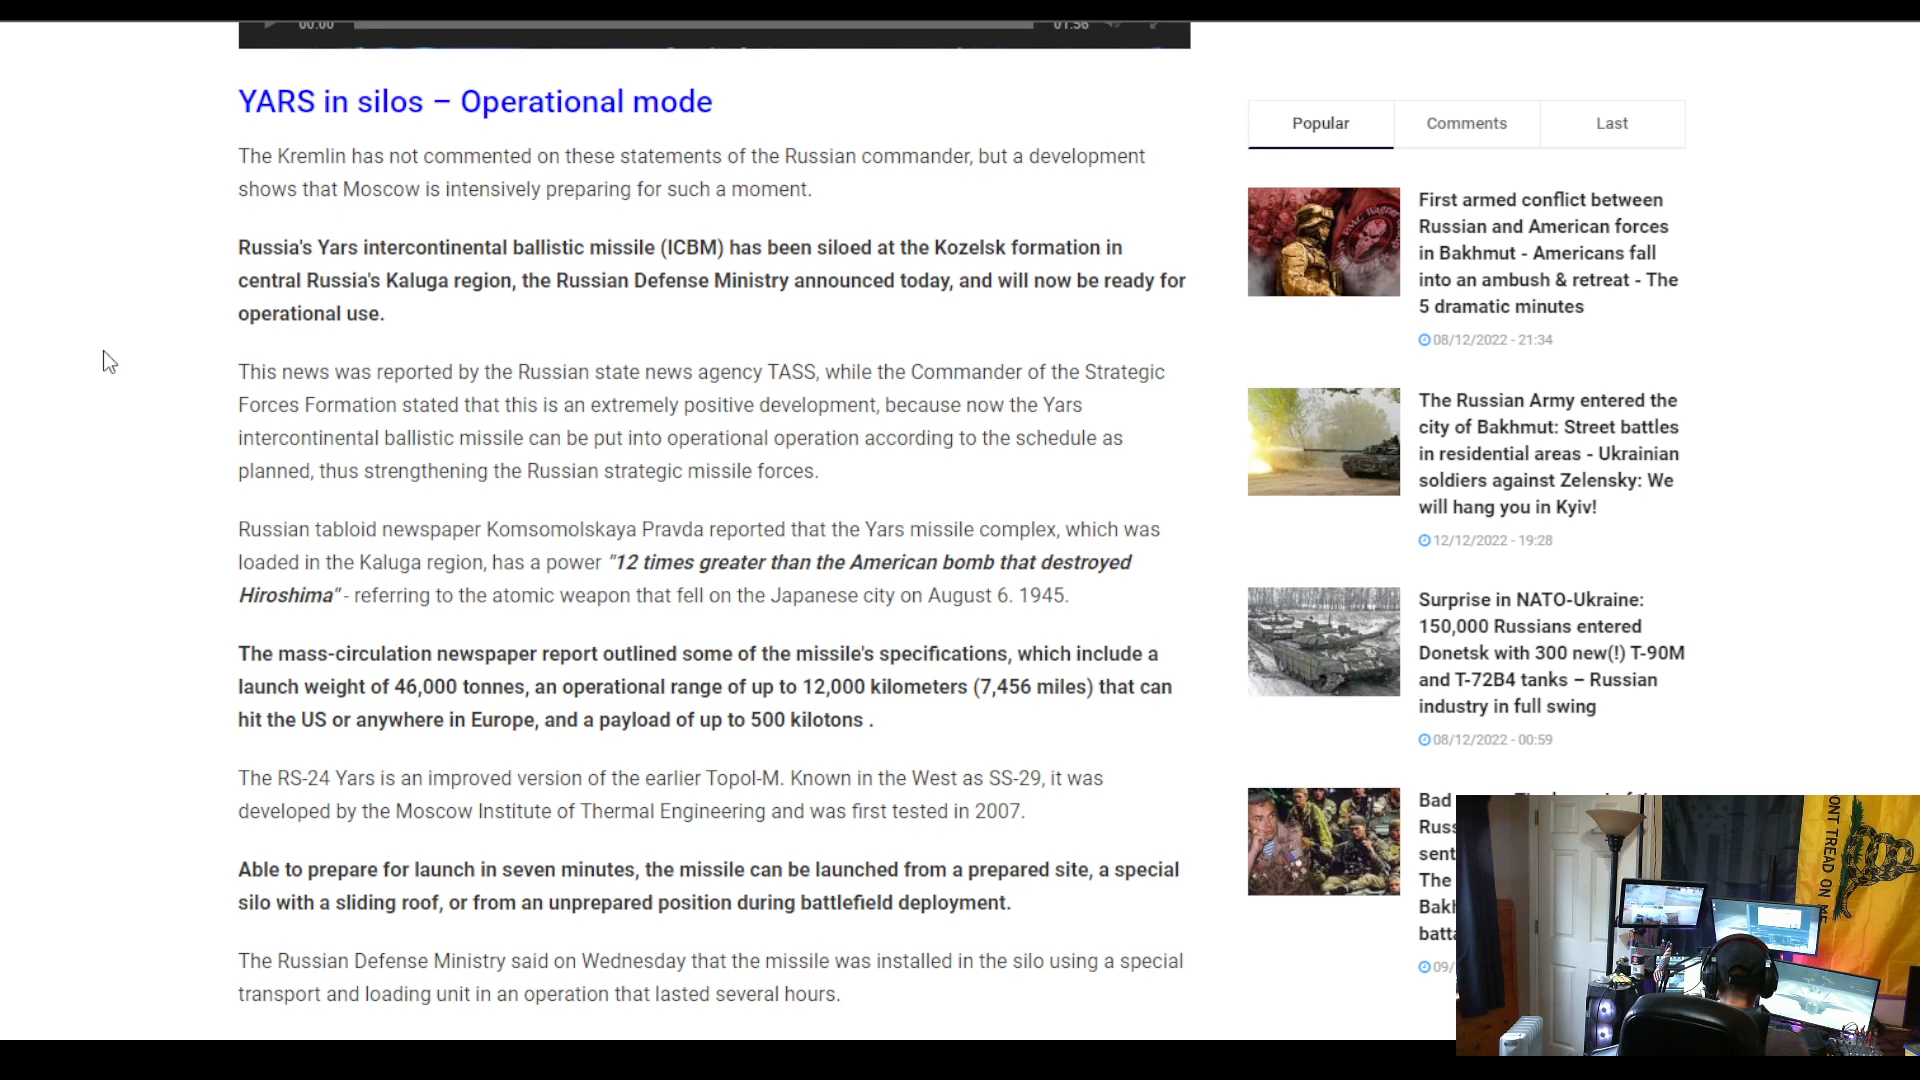 00:00 01:56
YARS in silos – Operational mode
The Kremlin has not commented on these statements of the Russian commander, but a development
shows that Moscow is intensively preparing for such a moment.
Russia's Yars intercontinental ballistic missile (ICBM) has been siloed at the Kozelsk formation in
central Russia's Kaluga region, the Russian Defense Ministry announced today, and will now be ready for
operational use.
This news was reported by the Russian state news agency TASS, while the Commander of the Strategic
Forces Formation stated that this is an extremely positive development, because now the Yars
intercontinental ballistic missile can be put into operational operation according to the schedule as
planned, thus strengthening the Russian strategic missile forces.
Russian tabloid newspaper Komsomolskaya Pravda reported that the Yars missile complex, which was
loaded in the Kaluga region, has a power "12 times greater than the American bomb that destroyed
Hiroshima" - referring to the atomic weapon that fell on the Japanese city on August 6. 1945.
The mass-circulation newspaper report outlined some of the missile's specifications, which include a
launch weight of 46,000 tonnes, an operational range of up to 12,000 kilometers (7,456 miles) that can
hit the US or anywhere in Europe, and a payload of up to 500 kilotons .
The RS-24 Yars is an improved version of the earlier Topol-M. Known in the West as SS-29, it was
developed by the Moscow Institute of Thermal Engineering and was first tested in 2007.
Able to prepare for launch in seven minutes, the missile can be launched from a prepared site, a special
silo with a sliding roof, or from an unprepared position during battlefield deployment.
The Russian Defense Ministry said on Wednesday that the missile was installed in the silo using a special
transport and loading unit in an operation that lasted several hours.
Popular Comments Last
First armed conflict between
Russian and American forces
in Bakhmut - Americans fall
into an ambush & retreat - The
5 dramatic minutes
08/12/2022 - 21:34
The Russian Army entered the
city of Bakhmut: Street battles
in residential areas - Ukrainian
soldiers against Zelensky: We
will hang you in Kyiv!
12/12/2022 - 19:28
Surprise in NATO-Ukraine:
150,000 Russians entered
Donetsk with 300 new(!) T-90M
and T-72B4 tanks – Russian
industry in full swing
08/12/2022 - 00:59
Bad
Russ
sent
The
Bakh
batta
09/
ONT TREAD ON ME